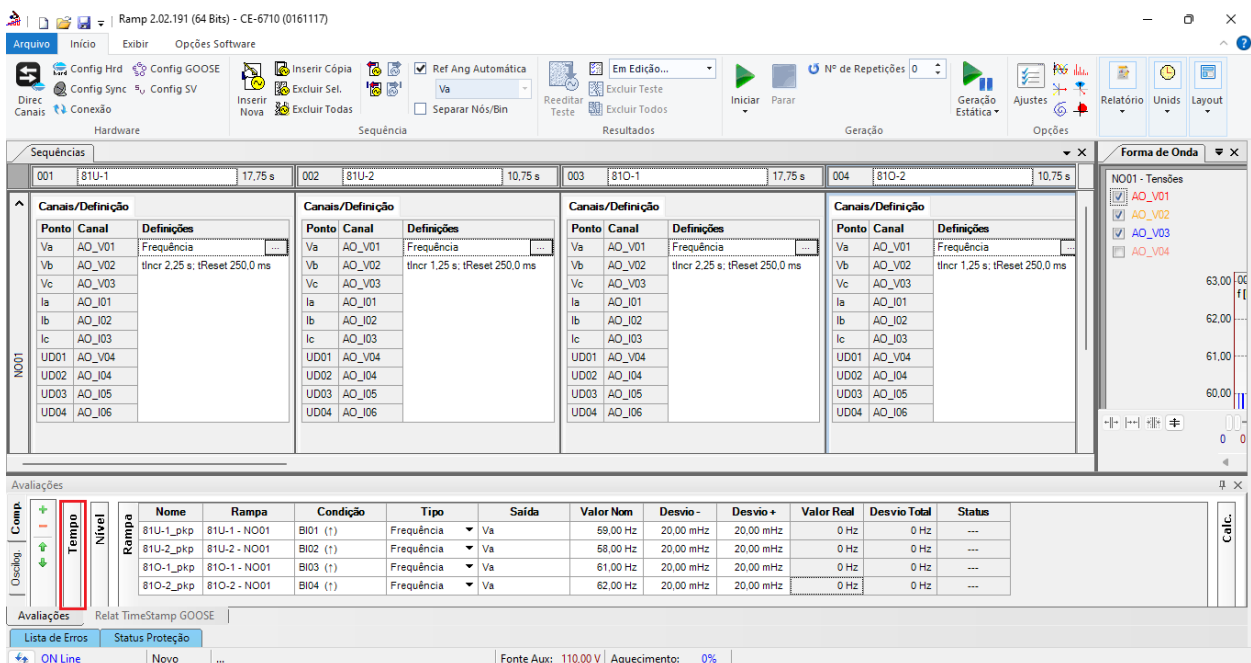 Ramp 2.02.191 (64 Bits) - CE-6710 (0161117)
Arquivo Início Exibir Opções Software
Direc Canais
Config Hrd
Config GOOSE
Config Sync
Config SV
Conexão
Hardware
Inserir Nova
Inserir Cópia
Excluir Sel.
Excluir Todas
Ref Ang Automática
Va
Separar Nós/Bin
Sequência
Reeditar Teste
Em Edição...
Excluir Teste
Excluir Todos
Resultados
Iniciar
Parar
Nº de Repetições 0
Geração Estática
Geração
Ajustes
Opções
Relatório
Unids
Layout
Sequências
001 81U-1 17,75 s 002 81U-2 10,75 s 003 81O-1 17,75 s 004 81O-2 10,75 s
NO01
Canais/Definição
Ponto Canal Definições
Va AO_V01 Frequência ...
Vb AO_V02 tIncr 2,25 s; tReset 250,0 ms
Vc AO_V03
Ia AO_I01
Ib AO_I02
Ic AO_I03
UD01 AO_V04
UD02 AO_I04
UD03 AO_I05
UD04 AO_I06
Canais/Definição
Ponto Canal Definições
Va AO_V01 Frequência ...
Vb AO_V02 tIncr 1,25 s; tReset 250,0 ms
Vc AO_V03
Ia AO_I01
Ib AO_I02
Ic AO_I03
UD01 AO_V04
UD02 AO_I04
UD03 AO_I05
UD04 AO_I06
Canais/Definição
Ponto Canal Definições
Va AO_V01 Frequência ...
Vb AO_V02 tIncr 2,25 s; tReset 250,0 ms
Vc AO_V03
Ia AO_I01
Ib AO_I02
Ic AO_I03
UD01 AO_V04
UD02 AO_I04
UD03 AO_I05
UD04 AO_I06
Canais/Definição
Ponto Canal Definições
Va AO_V01 Frequência ...
Vb AO_V02 tIncr 1,25 s; tReset 250,0 ms
Vc AO_V03
Ia AO_I01
Ib AO_I02
Ic AO_I03
UD01 AO_V04
UD02 AO_I04
UD03 AO_I05
UD04 AO_I06
Forma de Onda
NO01 - Tensões
AO_V01
AO_V02
AO_V03
AO_V04
63,00
62,00
61,00
60,00
0 0
Avaliações
Comp.
Oscilog.
Tempo
Nível
Rampa
Nome Rampa Condição Tipo Saída Valor Nom Desvio - Desvio + Valor Real Desvio Total Status
81U-1_pkp 81U-1 - NO01 BI01 (↑) Frequência Va 59,00 Hz 20,00 mHz 20,00 mHz 0 Hz 0 Hz ---
81U-2_pkp 81U-2 - NO01 BI02 (↑) Frequência Va 58,00 Hz 20,00 mHz 20,00 mHz 0 Hz 0 Hz ---
81O-1_pkp 81O-1 - NO01 BI03 (↑) Frequência Va 61,00 Hz 20,00 mHz 20,00 mHz 0 Hz 0 Hz ---
81O-2_pkp 81O-2 - NO01 BI04 (↑) Frequência Va 62,00 Hz 20,00 mHz 20,00 mHz 0 Hz 0 Hz ---
Calc.
Avaliações Relat TimeStamp GOOSE
Lista de Erros Status Proteção
ON Line Novo ... Fonte Aux: 110,00 V Aquecimento: 0%